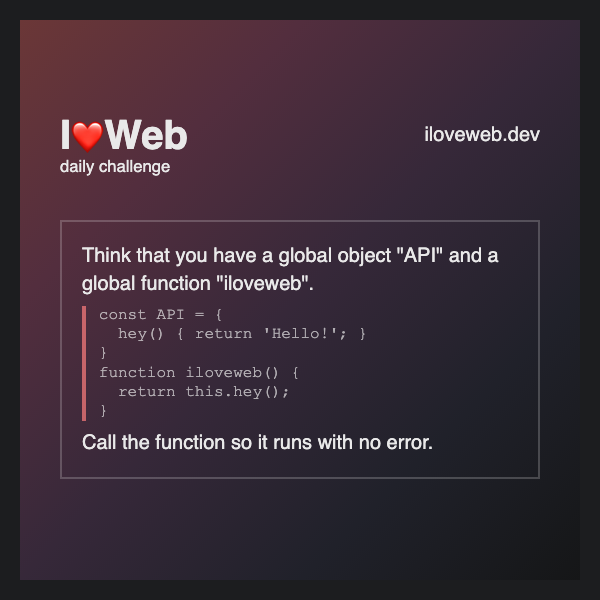 I❤️Web
daily challenge
iloveweb.dev
Think that you have a global object "API" and a
global function "iloveweb".
const API = {
  hey() { return 'Hello!'; }
}
function iloveweb() {
  return this.hey();
}
Call the function so it runs with no error.